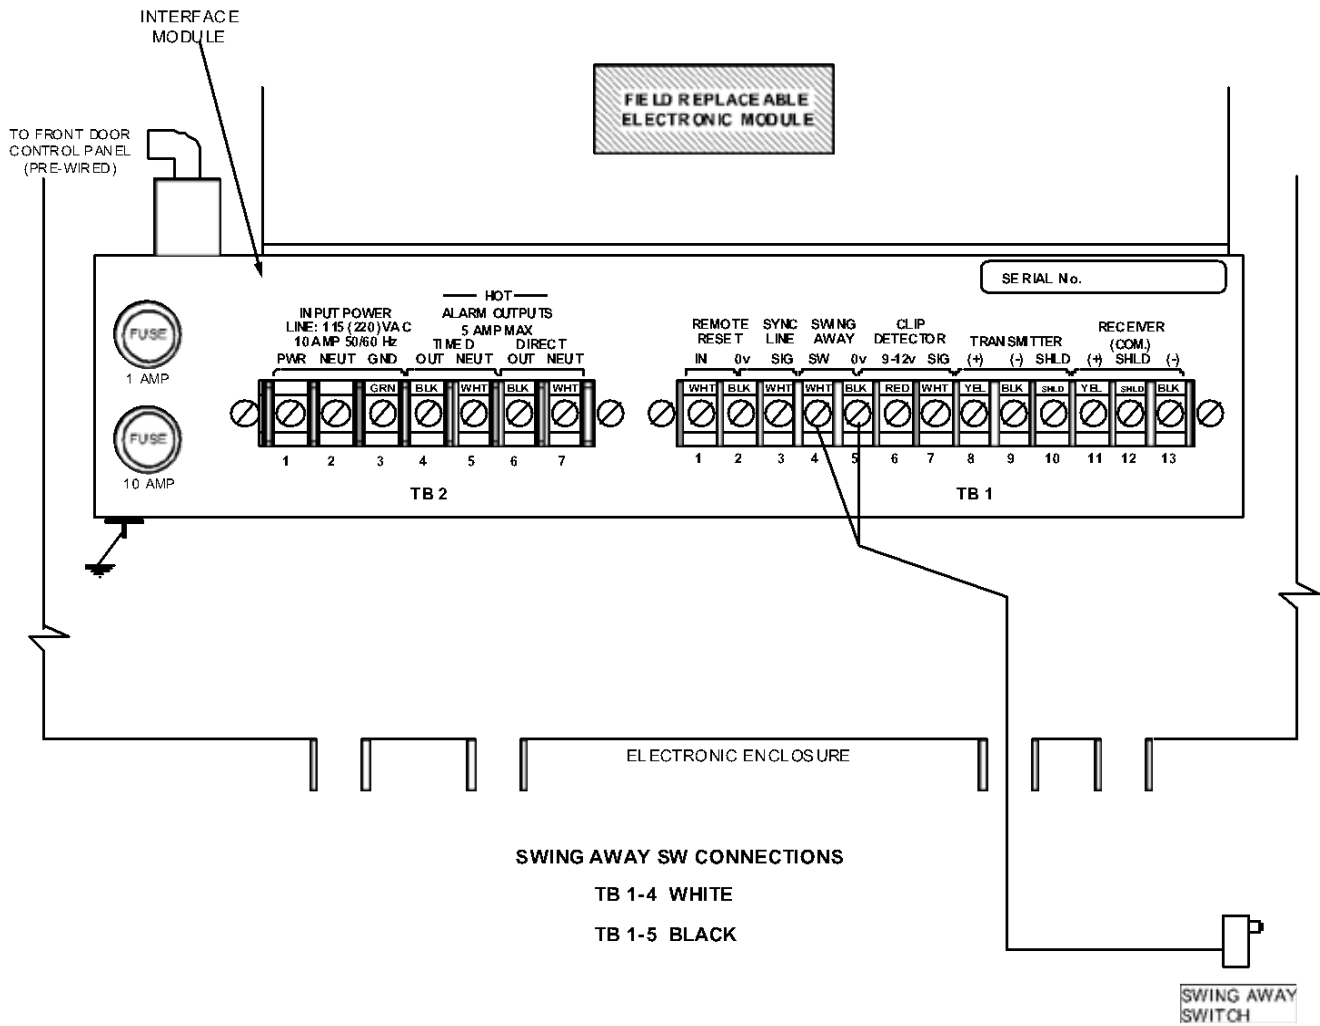 INTERFACE
MODULE
FIELD REPLACEABLE
ELECTRONIC MODULE
TO FRONT DOOR
CONTROL PANEL
(PRE-WIRED)
SERIAL No.
FUSE
1 AMP
FUSE
10 AMP
INPUT POWER
LINE: 115 (220) VAC
10 AMP 50/60 Hz
PWR NEUT GND
HOT
ALARM OUTPUTS
5 AMP MAX
TIMED DIRECT
OUT NEUT OUT NEUT
GRN BLK WHT BLK WHT
1 2 3 4 5 6 7
TB 2
REMOTE
RESET
IN 0v
SYNC
LINE
SIG
SWING
AWAY
SW 0v
CLIP
DETECTOR
9-12v SIG
TRANSMITTER
(+) (-) SHLD
RECEIVER
(COM.)
(+) SHLD (-)
WHT BLK WHT WHT BLK RED WHT YEL BLK SHLD YEL SHLD BLK
1 2 3 4 5 6 7 8 9 10 11 12 13
TB 1
ELECTRONIC ENCLOSURE
SWING AWAY SW CONNECTIONS
TB 1-4 WHITE
TB 1-5 BLACK
SWING AWAY
SWITCH